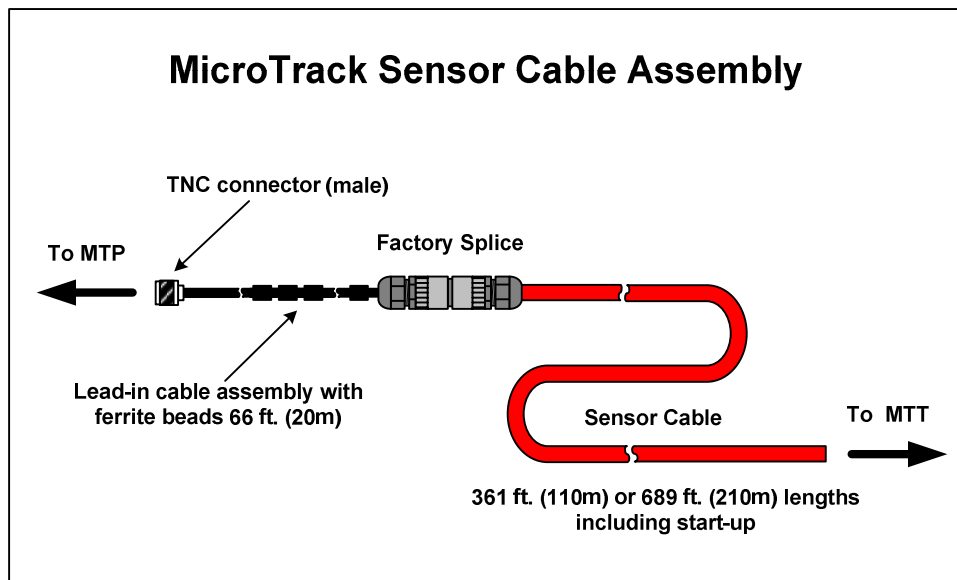 MicroTrack Sensor Cable Assembly
TNC connector (male)
To MTP
Factory Splice
Lead-in cable assembly with
ferrite beads 66 ft. (20m)
Sensor Cable
To MTT
361 ft. (110m) or 689 ft. (210m) lengths
including start-up